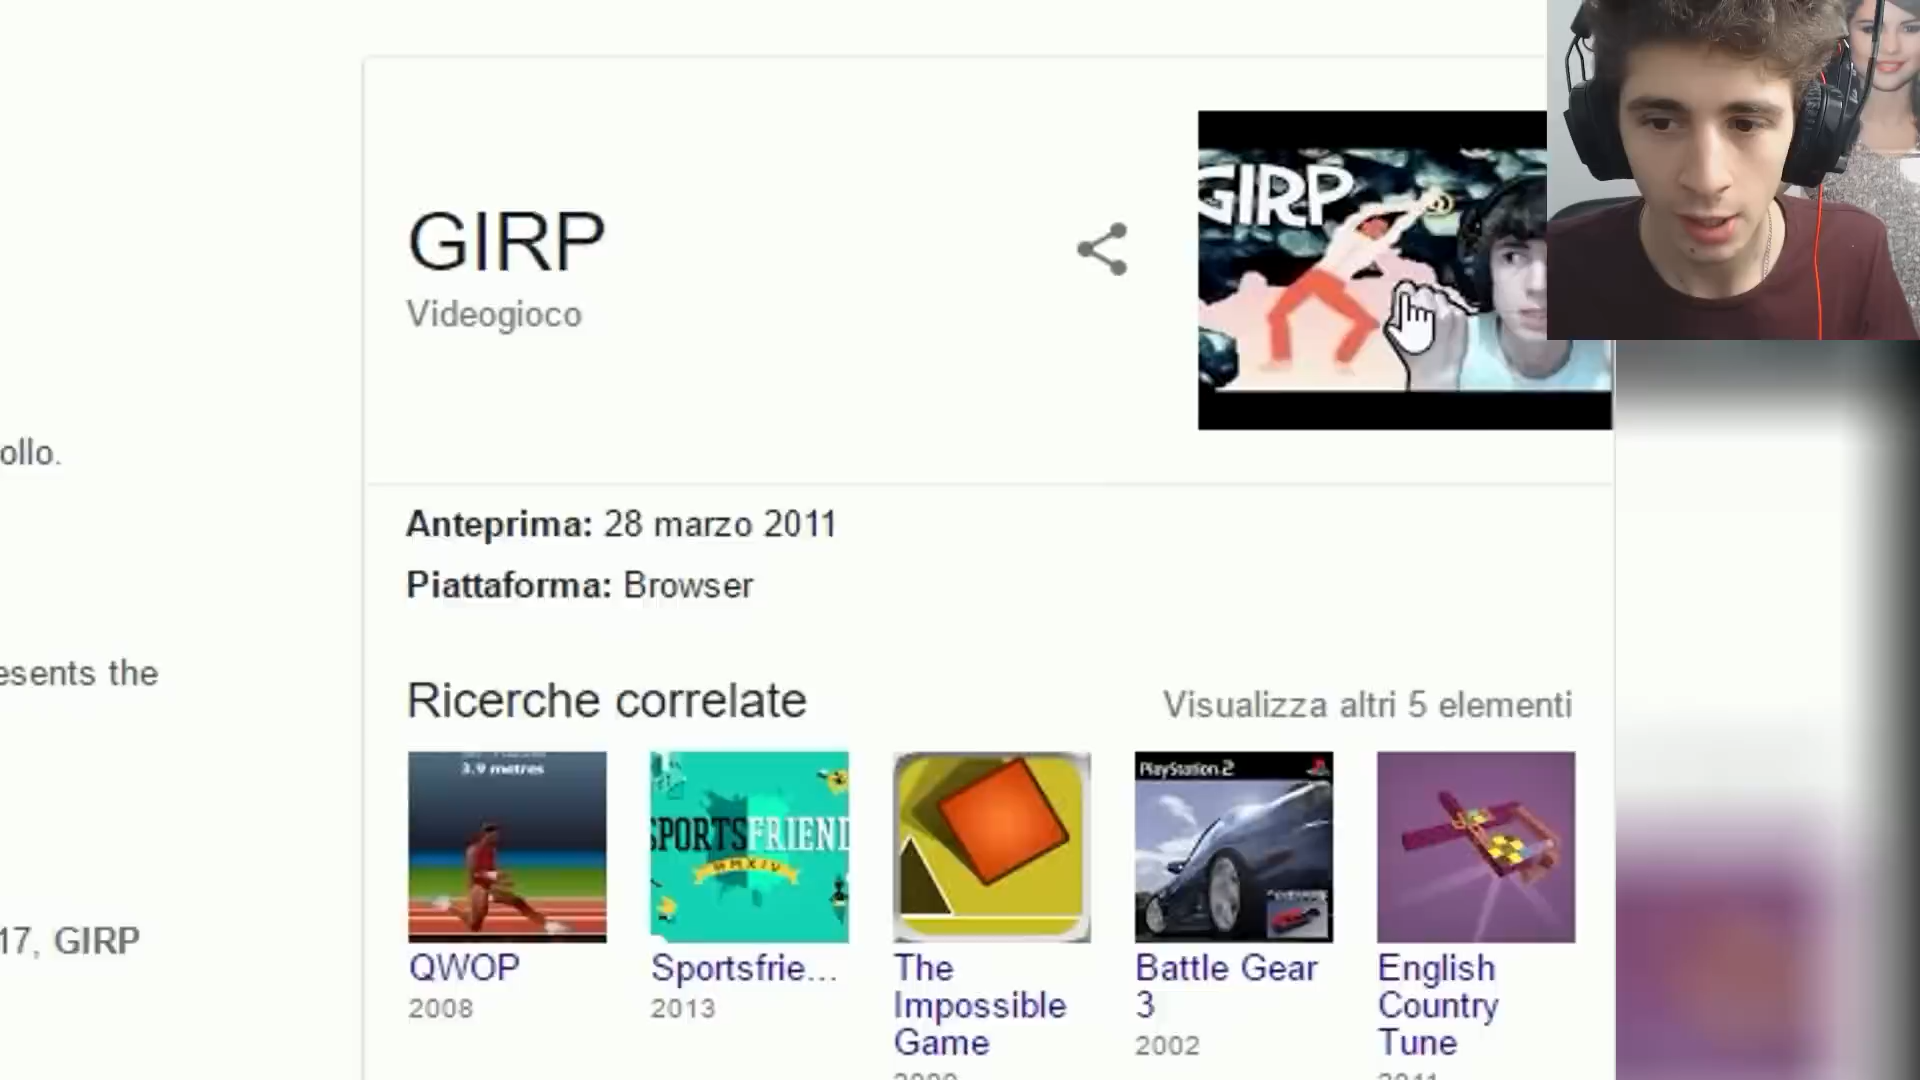 GIRP
Videogioco
GIRP
ollo.
Anteprima: 28 marzo 2011
Piattaforma: Browser
esents the
Ricerche correlate
Visualizza altri 5 elementi
3.9 metres
SPORTSFRIEND
MMXIV
PlayStation 2
17, GIRP
QWOP
2008
Sportsfrie...
2013
The
Impossible
Game
Battle Gear
3
2002
English
Country
Tune